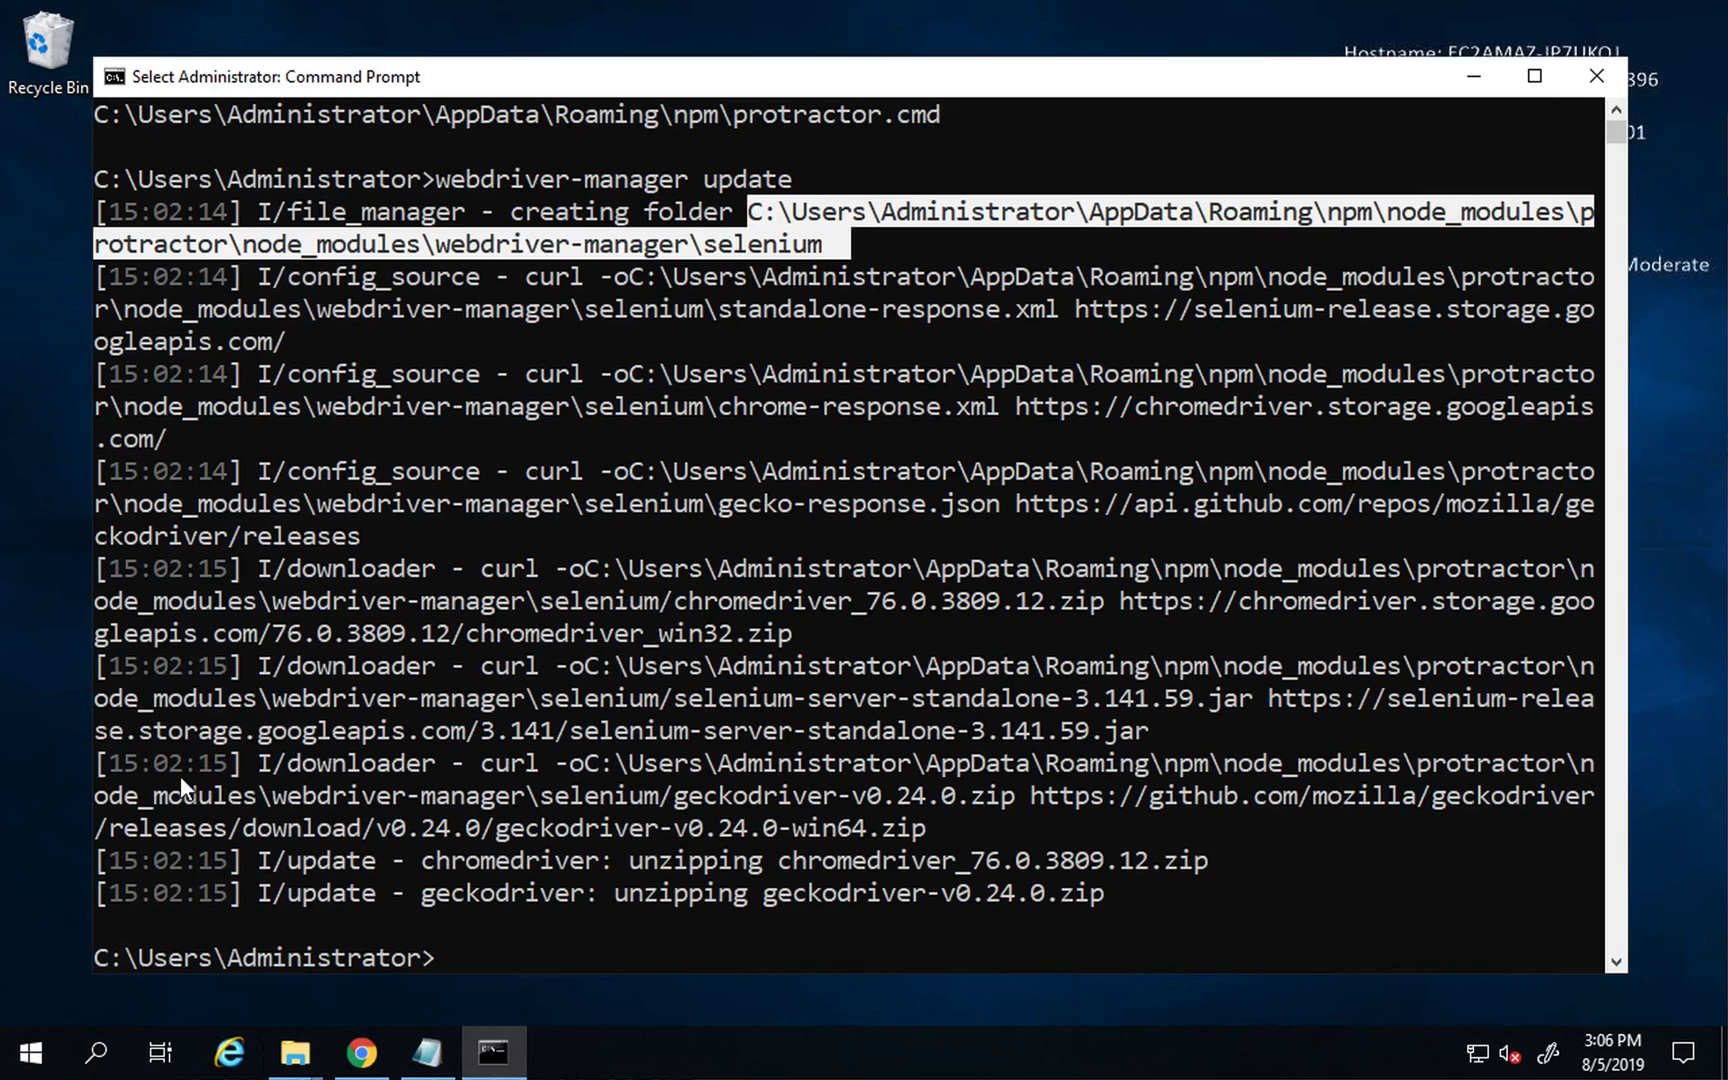 Recycle Bin
Select Administrator: Command Prompt
C:\Users\Administrator\AppData\Roaming\npm\protractor.cmd
C:\Users\Administrator>webdriver-manager update
[15:02:14] I/file_manager - creating folder C:\Users\Administrator\AppData\Roaming\npm\node_modules\p
rotractor\node_modules\webdriver-manager\selenium
[15:02:14] I/config_source - curl -oC:\Users\Administrator\AppData\Roaming\npm\node_modules\protracto
r\node_modules\webdriver-manager\selenium\standalone-response.xml https://selenium-release.storage.go
ogleapis.com/
[15:02:14] I/config_source - curl -oC:\Users\Administrator\AppData\Roaming\npm\node_modules\protracto
r\node_modules\webdriver-manager\selenium\chrome-response.xml https://chromedriver.storage.googleapis
.com/
[15:02:14] I/config_source - curl -oC:\Users\Administrator\AppData\Roaming\npm\node_modules\protracto
r\node_modules\webdriver-manager\selenium\gecko-response.json https://api.github.com/repos/mozilla/ge
ckodriver/releases
[15:02:15] I/downloader - curl -oC:\Users\Administrator\AppData\Roaming\npm\node_modules\protractor\n
ode_modules\webdriver-manager\selenium/chromedriver_76.0.3809.12.zip https://chromedriver.storage.goo
gleapis.com/76.0.3809.12/chromedriver_win32.zip
[15:02:15] I/downloader - curl -oC:\Users\Administrator\AppData\Roaming\npm\node_modules\protractor\n
ode_modules\webdriver-manager\selenium/selenium-server-standalone-3.141.59.jar https://selenium-relea
se.storage.googleapis.com/3.141/selenium-server-standalone-3.141.59.jar
[15:02:15] I/downloader - curl -oC:\Users\Administrator\AppData\Roaming\npm\node_modules\protractor\n
ode_modules\webdriver-manager\selenium/geckodriver-v0.24.0.zip https://github.com/mozilla/geckodriver
/releases/download/v0.24.0/geckodriver-v0.24.0-win64.zip
[15:02:15] I/update - chromedriver: unzipping chromedriver_76.0.3809.12.zip
[15:02:15] I/update - geckodriver: unzipping geckodriver-v0.24.0.zip
C:\Users\Administrator>
Hostname:
396
01
Moderate
3:06 PM
8/5/2019